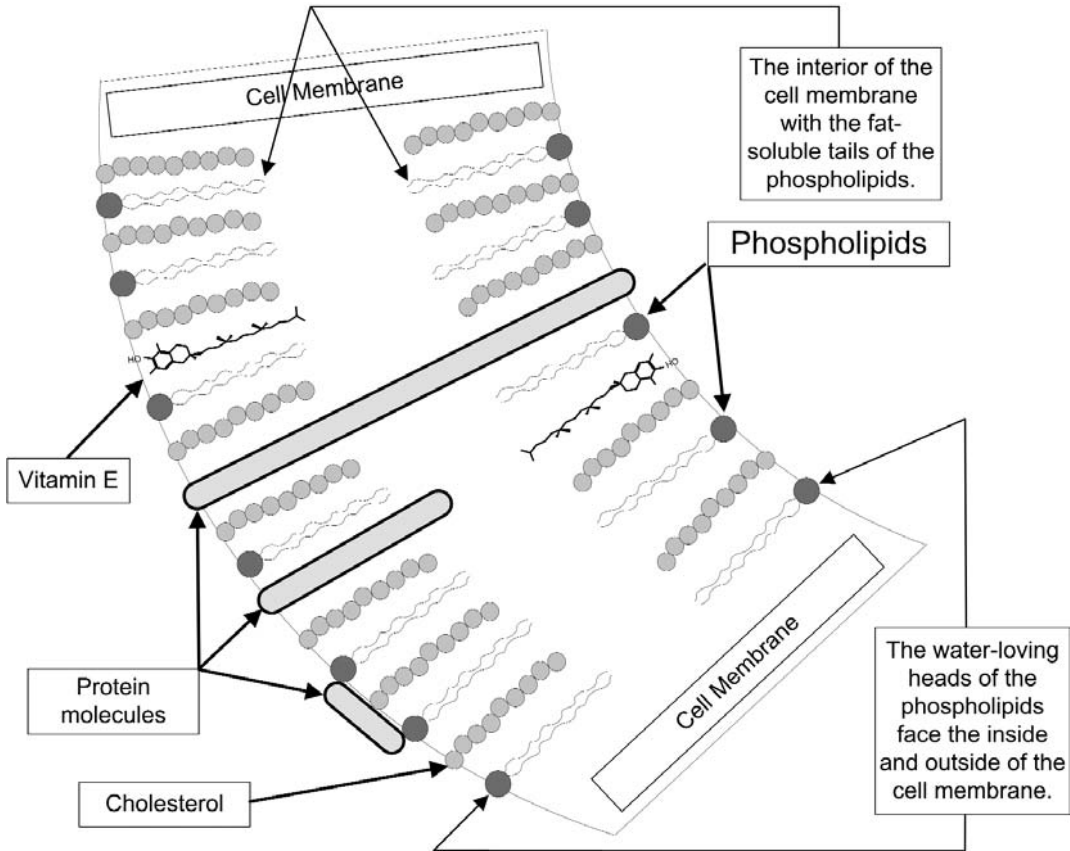 Cell Membrane
The interior of the
cell membrane
with the fat-
soluble tails of the
phospholipids.
Phospholipids
HO
HO
Vitamin E
Protein
molecules
Cholesterol
Cell Membrane
The water-loving
heads of the
phospholipids
face the inside
and outside of the
cell membrane.